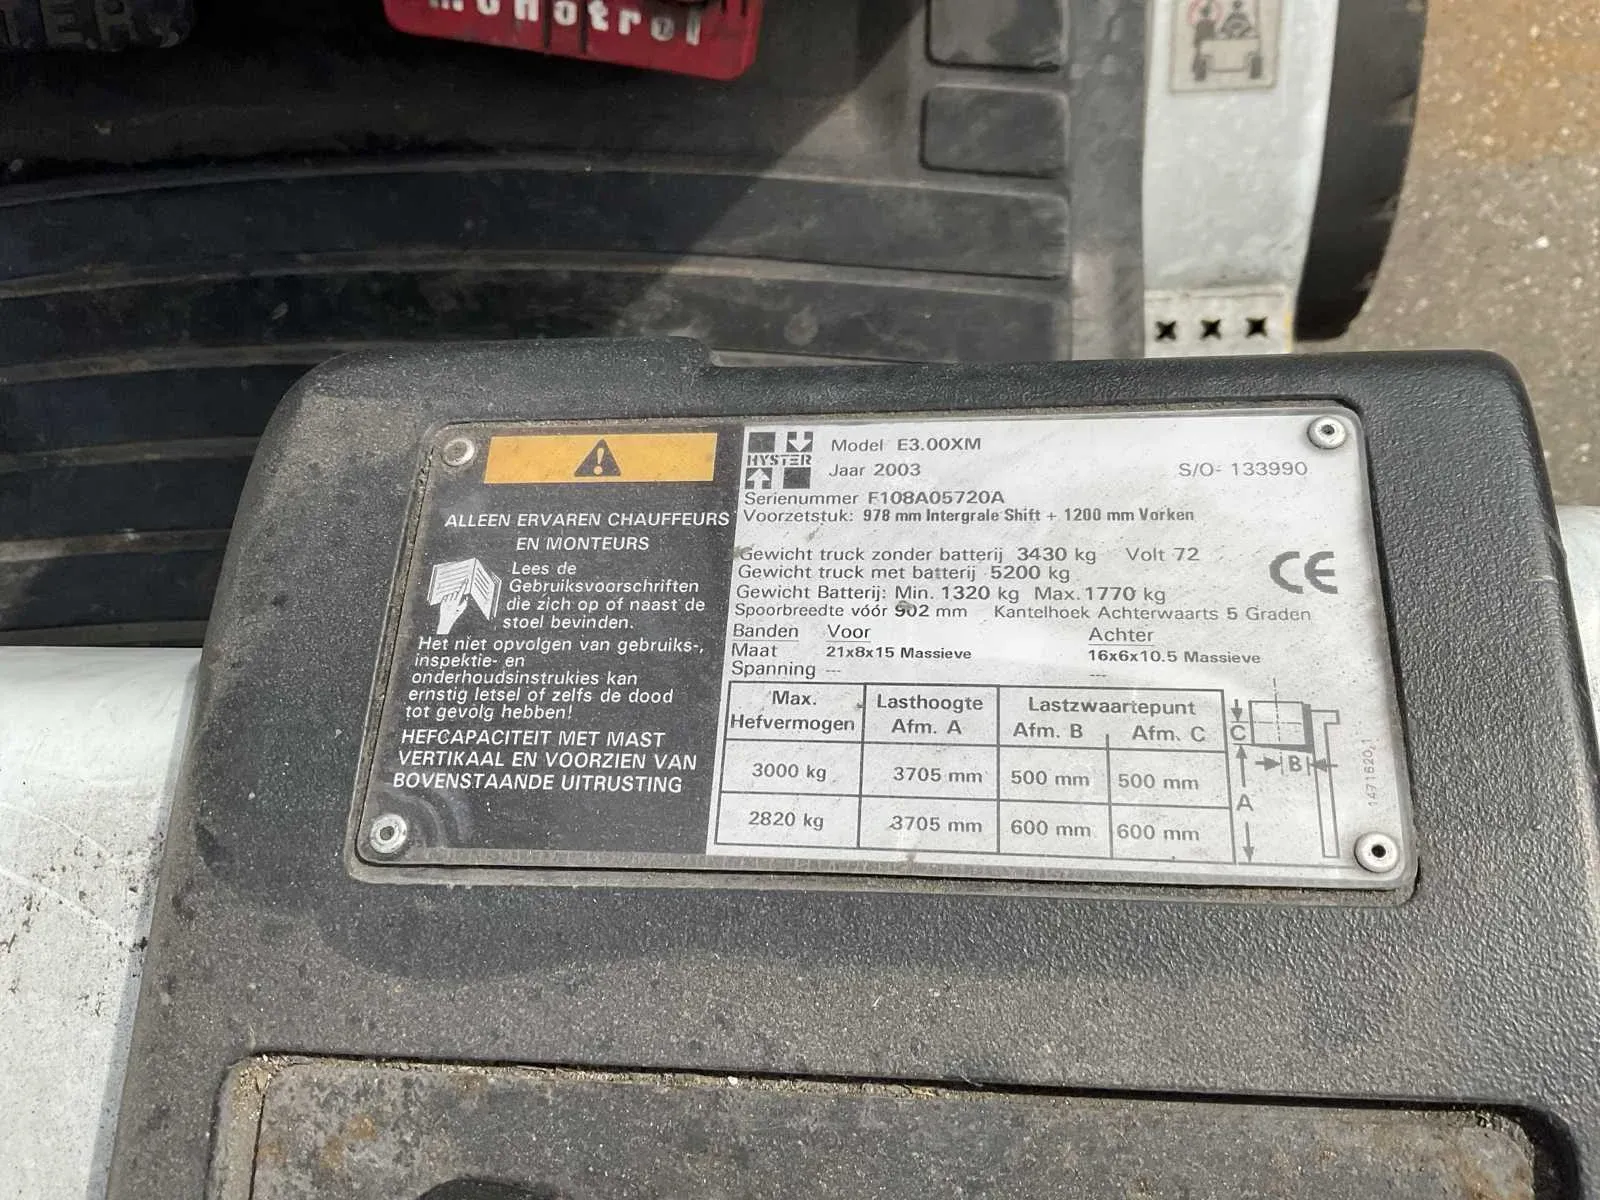 monotrol
ALLEEN ERVAREN CHAUFFEURS
EN MONTEURS
Lees de
Gebruiksvoorschriften
die zich op of naast de
stoel bevinden.
Het niet opvolgen van gebruiks-,
inspektie- en
onderhoudsinstrukies kan
ernstig letsel of zelfs de dood
tot gevolg hebben!
HEFCAPACITEIT MET MAST
VERTIKAAL EN VOORZIEN VAN
BOVENSTAANDE UITRUSTING
HYSTER
Model E3.00XM
Jaar 2003 S/O- 133990
Serienummer F108A05720A
Voorzetstuk: 978 mm Intergrale Shift + 1200 mm Vorken
Gewicht truck zonder batterij 3430 kg Volt 72
Gewicht truck met batterij 5200 kg
Gewicht Batterij: Min. 1320 kg Max. 1770 kg
Spoorbreedte vóór 902 mm Kantelhoek Achterwaarts 5 Graden
CE
Banden Voor Achter
Maat 21x8x15 Massieve 16x6x10.5 Massieve
Spanning --- ---
Max. Hefvermogen Lasthoogte Afm. A Lastzwaartepunt
Afm. B Afm. C
3000 kg 3705 mm 500 mm 500 mm
2820 kg 3705 mm 600 mm 600 mm
C
B
A